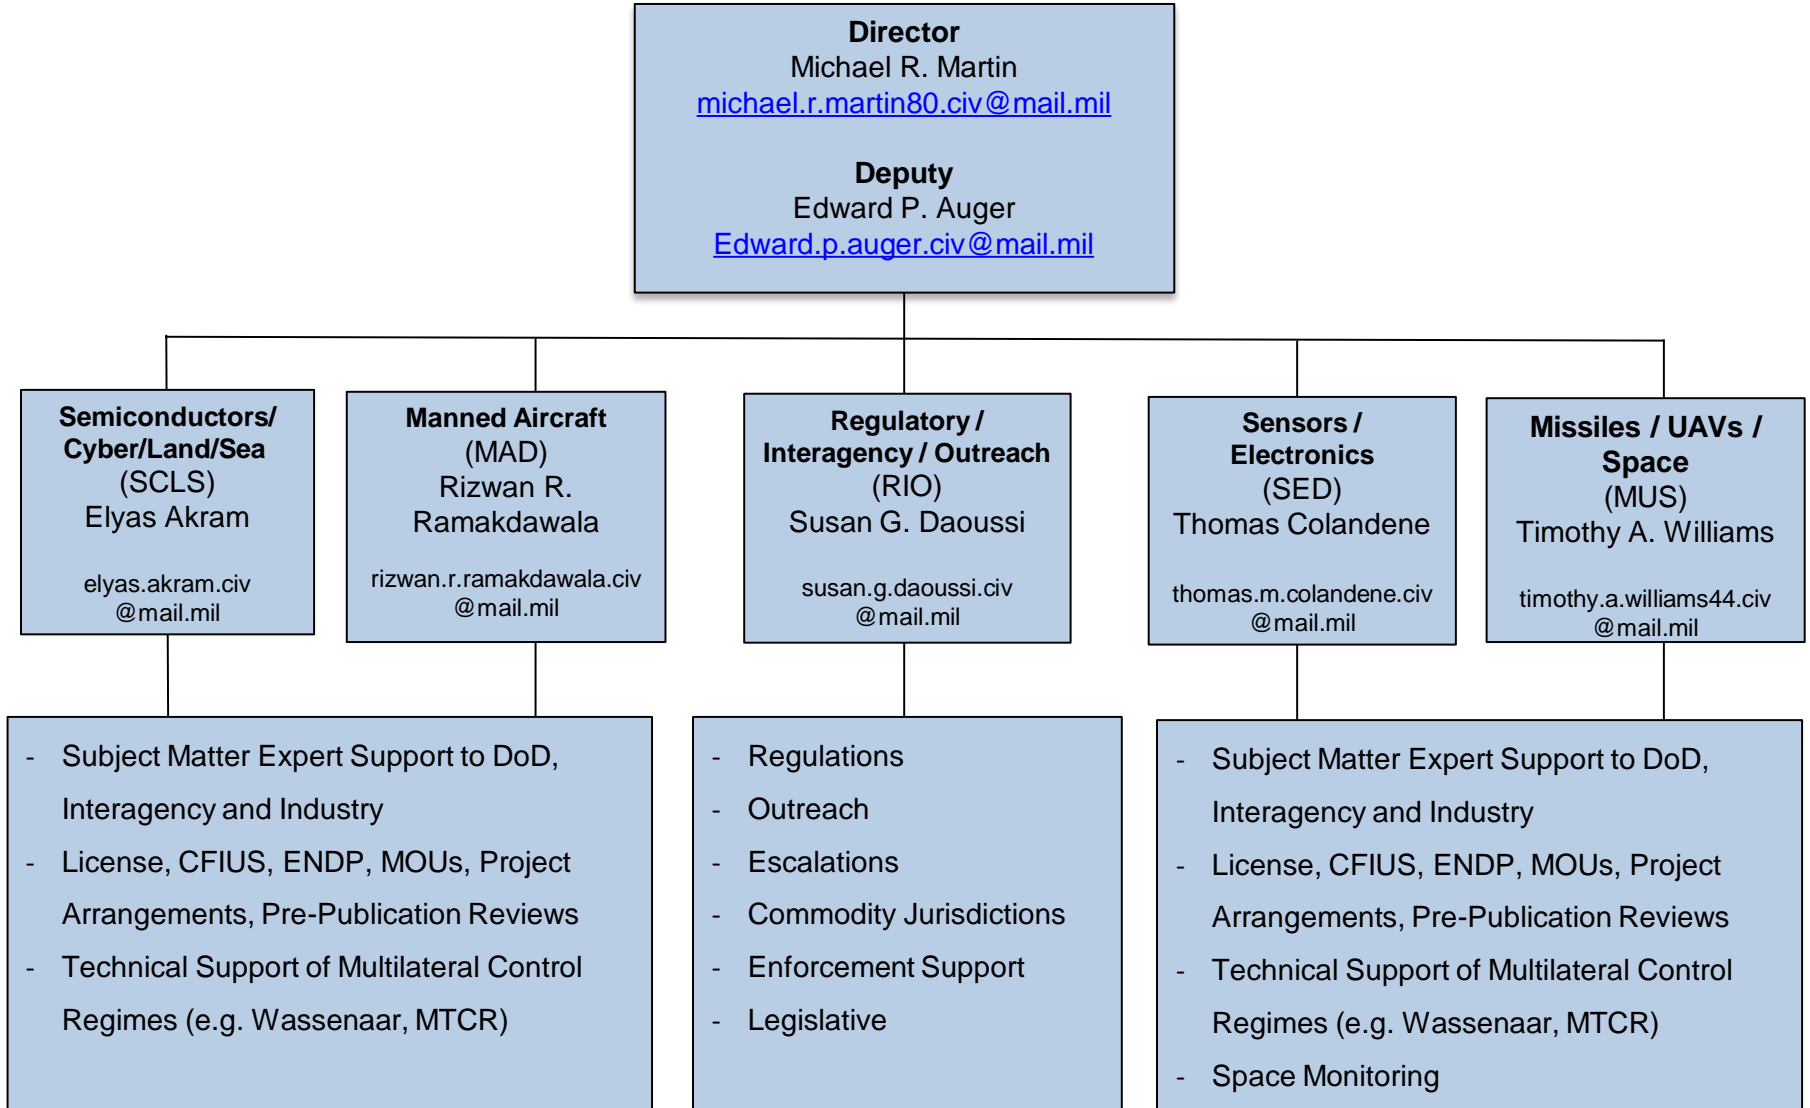 Director
Michael R. Martin
michael.r.martin80.civ@mail.mil
Deputy
Edward P. Auger
Edward.p.auger.civ@mail.mil
Semiconductors/
Cyber/Land/Sea
(SCLS)
Elyas Akram
elyas.akram.civ
@mail.mil
Manned Aircraft
(MAD)
Rizwan R.
Ramakdawala
rizwan.r.ramakdawala.civ
@mail.mil
Regulatory /
Interagency / Outreach
(RIO)
Susan G. Daoussi
susan.g.daoussi.civ
@mail.mil
Sensors /
Electronics
(SED)
Thomas Colandene
thomas.m.colandene.civ
@mail.mil
Missiles / UAVs /
Space
(MUS)
Timothy A. Williams
timothy.a.williams44.civ
@mail.mil
- Subject Matter Expert Support to DoD,
Interagency and Industry
- License, CFIUS, ENDP, MOUs, Project
Arrangements, Pre-Publication Reviews
- Technical Support of Multilateral Control
Regimes (e.g. Wassenaar, MTCR)
- Regulations
- Outreach
- Escalations
- Commodity Jurisdictions
- Enforcement Support
- Legislative
- Subject Matter Expert Support to DoD,
Interagency and Industry
- License, CFIUS, ENDP, MOUs, Project
Arrangements, Pre-Publication Reviews
- Technical Support of Multilateral Control
Regimes (e.g. Wassenaar, MTCR)
- Space Monitoring